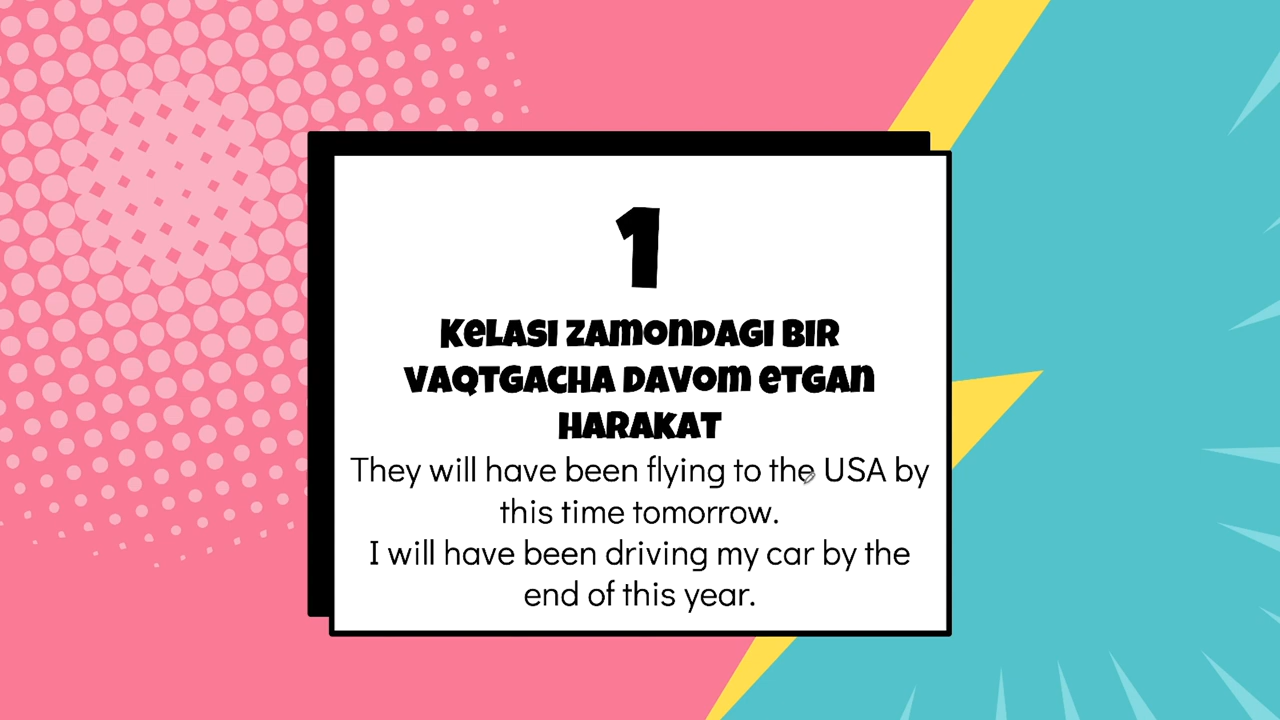 1
KELASI ZAMONDAGI BIR
VAQTGACHA DAVOM ETGAN
HARAKAT
They will have been flying to the USA by
this time tomorrow.
I will have been driving my car by the
end of this year.